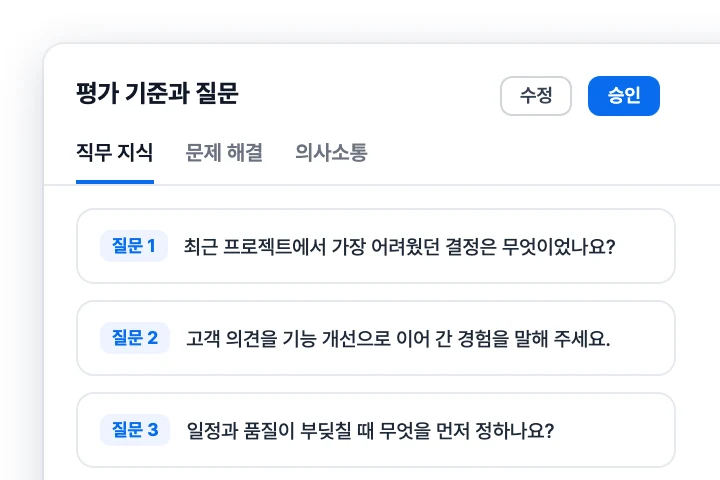 평가 기준과 질문
수정 승인
직무 지식 문제 해결 의사소통
질문 1 최근 프로젝트에서 가장 어려웠던 결정은 무엇이었나요?
질문 2 고객 의견을 기능 개선으로 이어 간 경험을 말해 주세요.
질문 3 일정과 품질이 부딪칠 때 무엇을 먼저 정하나요?